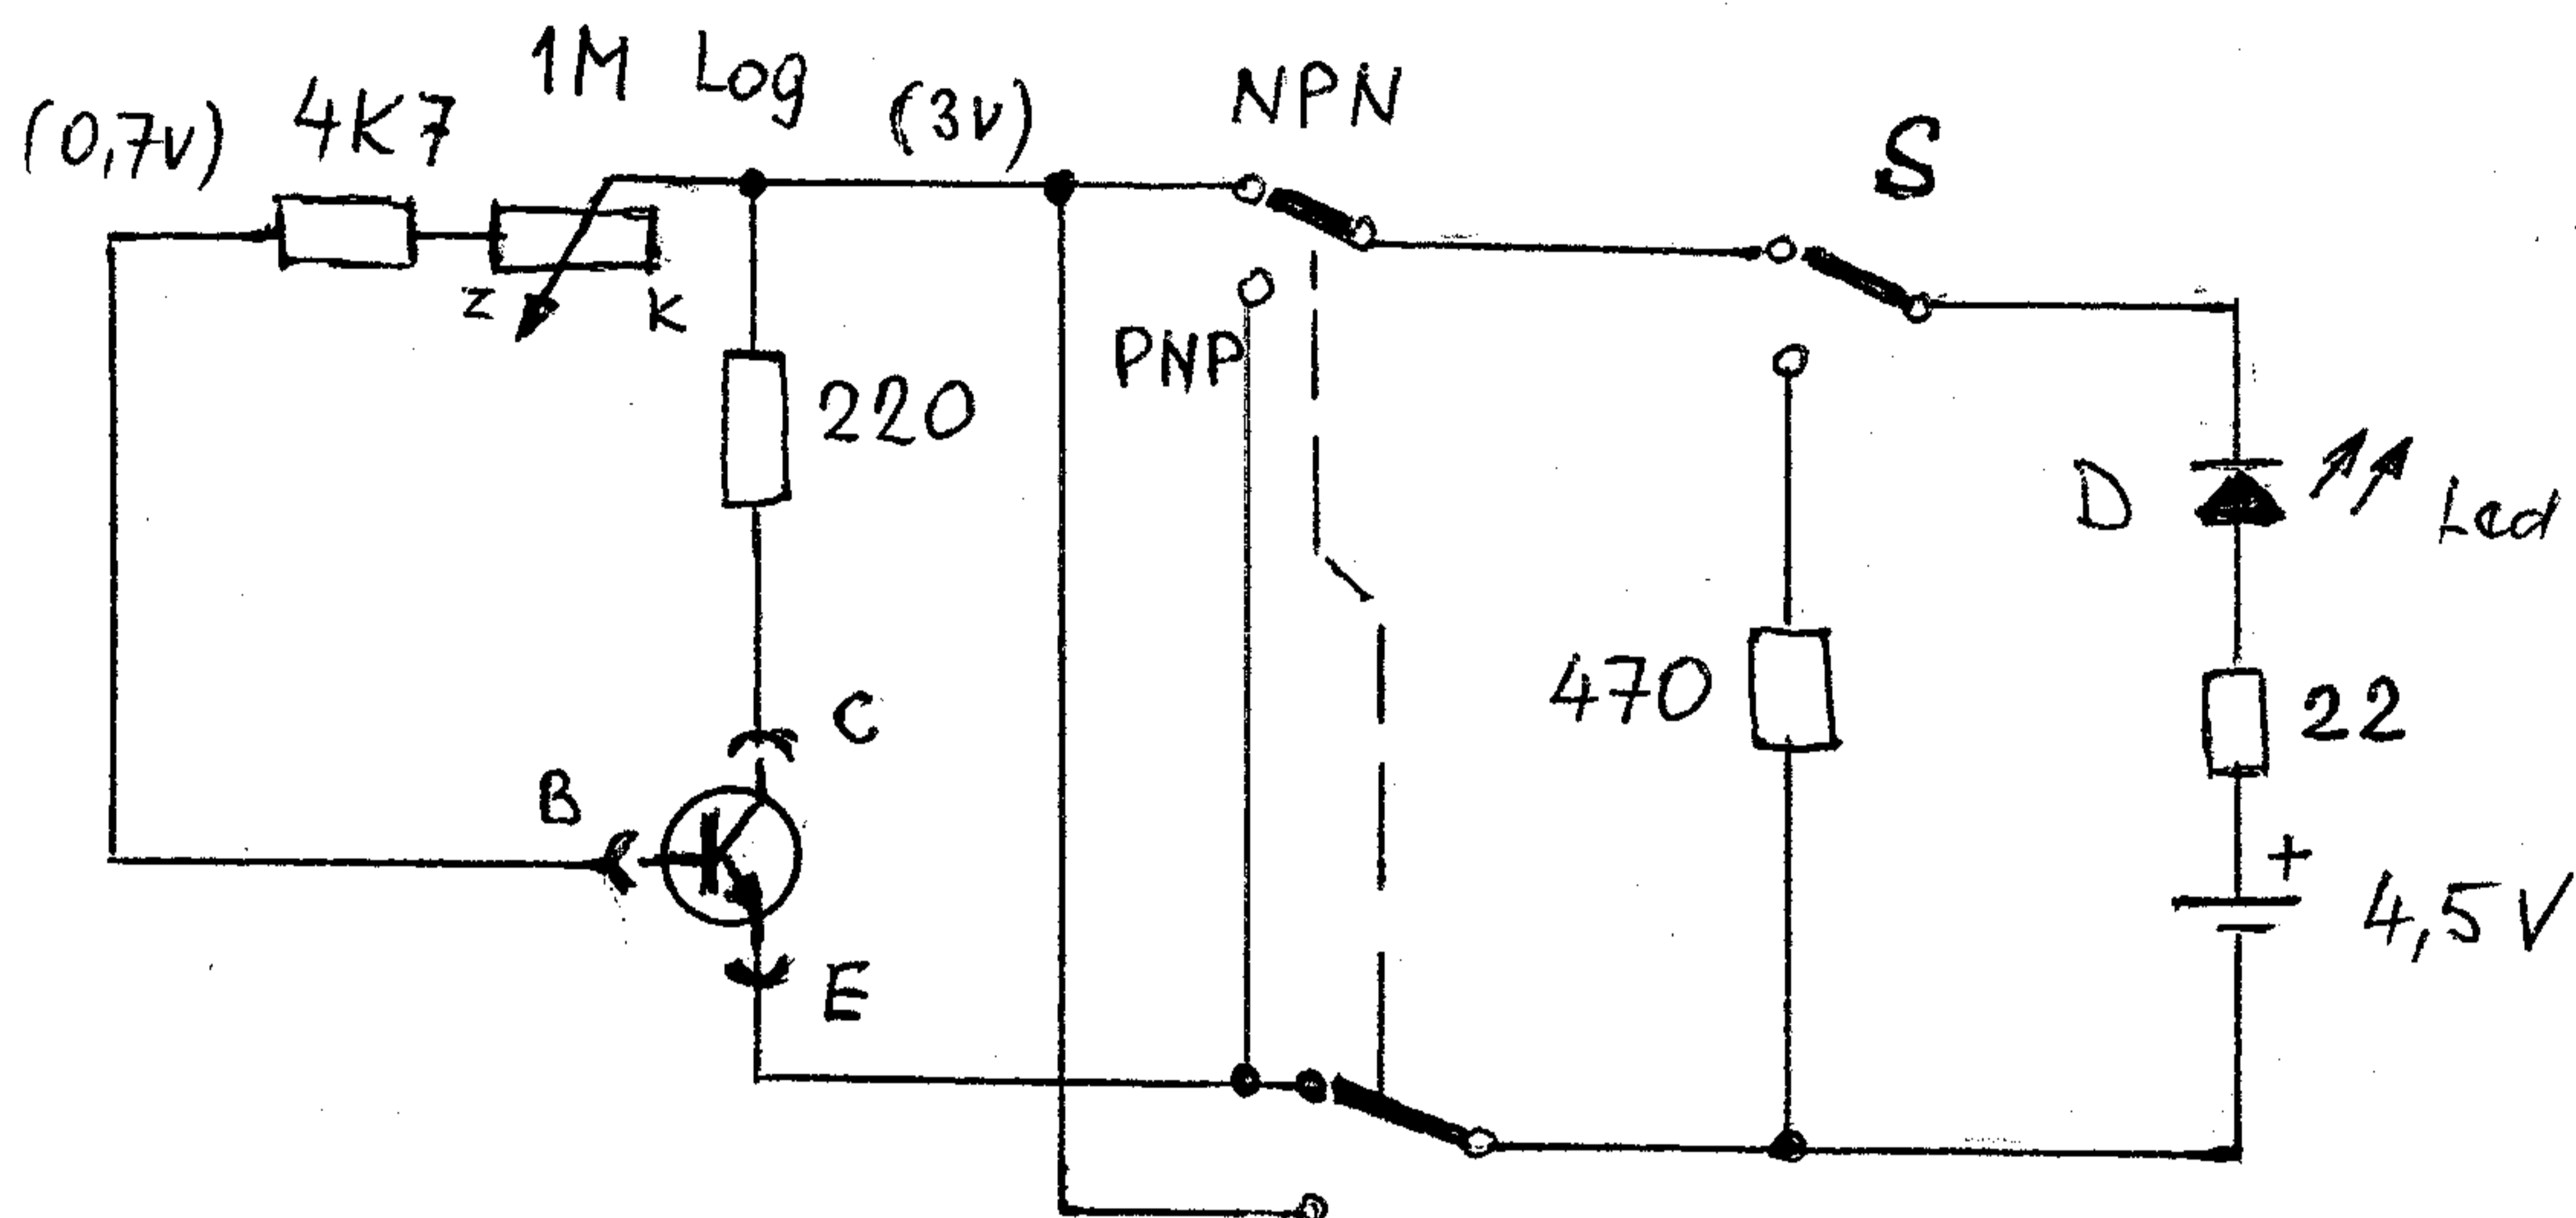 (0,7v) 4K7 1M Log (3v) NPN
S
Z K
PNP
220
D Led
470
22
C
B
+
4,5V
E